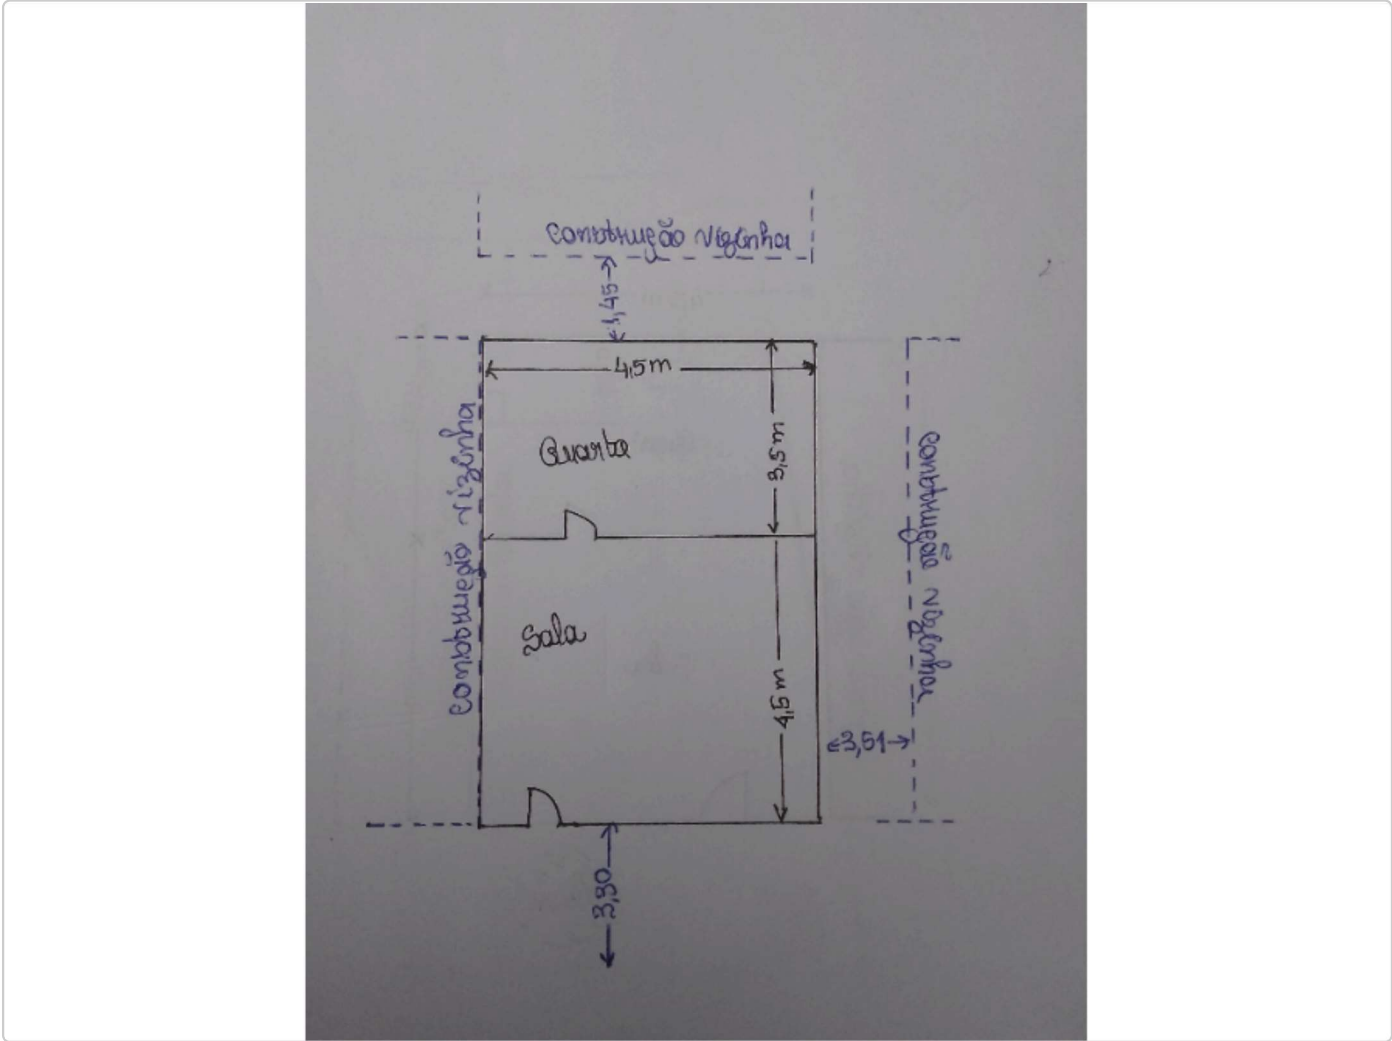 construção vizinha
1,45
4,5m
3,5m
Quarto
construção vizinha
construção vizinha
Sala
4,5m
3,51
3,90